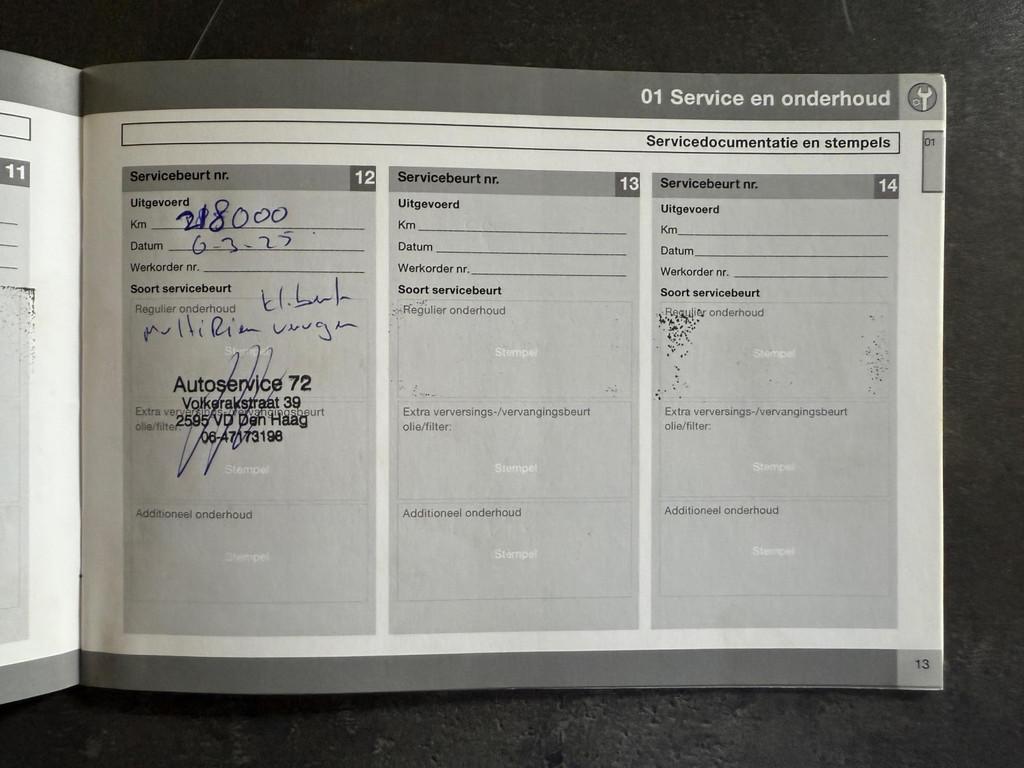 01 Service en onderhoud
Servicedocumentatie en stempels
01
11
Servicebeurt nr. 12
Uitgevoerd
Km 218000
Datum 6-3-25
Werkorder nr.
Soort servicebeurt
Regulier onderhoud kl. beurt
multiRiem vervangen
Stempel
Autoservice 72
Volkerakstraat 39
2595 VD Den Haag
06-47173198
Extra verversings-/vervangingsbeurt
olie/filter:
Stempel
Additioneel onderhoud
Stempel
Servicebeurt nr. 13
Uitgevoerd
Km
Datum
Werkorder nr.
Soort servicebeurt
Regulier onderhoud
Stempel
Extra verversings-/vervangingsbeurt
olie/filter:
Stempel
Additioneel onderhoud
Stempel
Servicebeurt nr. 14
Uitgevoerd
Km
Datum
Werkorder nr.
Soort servicebeurt
Regulier onderhoud
Stempel
Extra verversings-/vervangingsbeurt
olie/filter:
Stempel
Additioneel onderhoud
Stempel
13